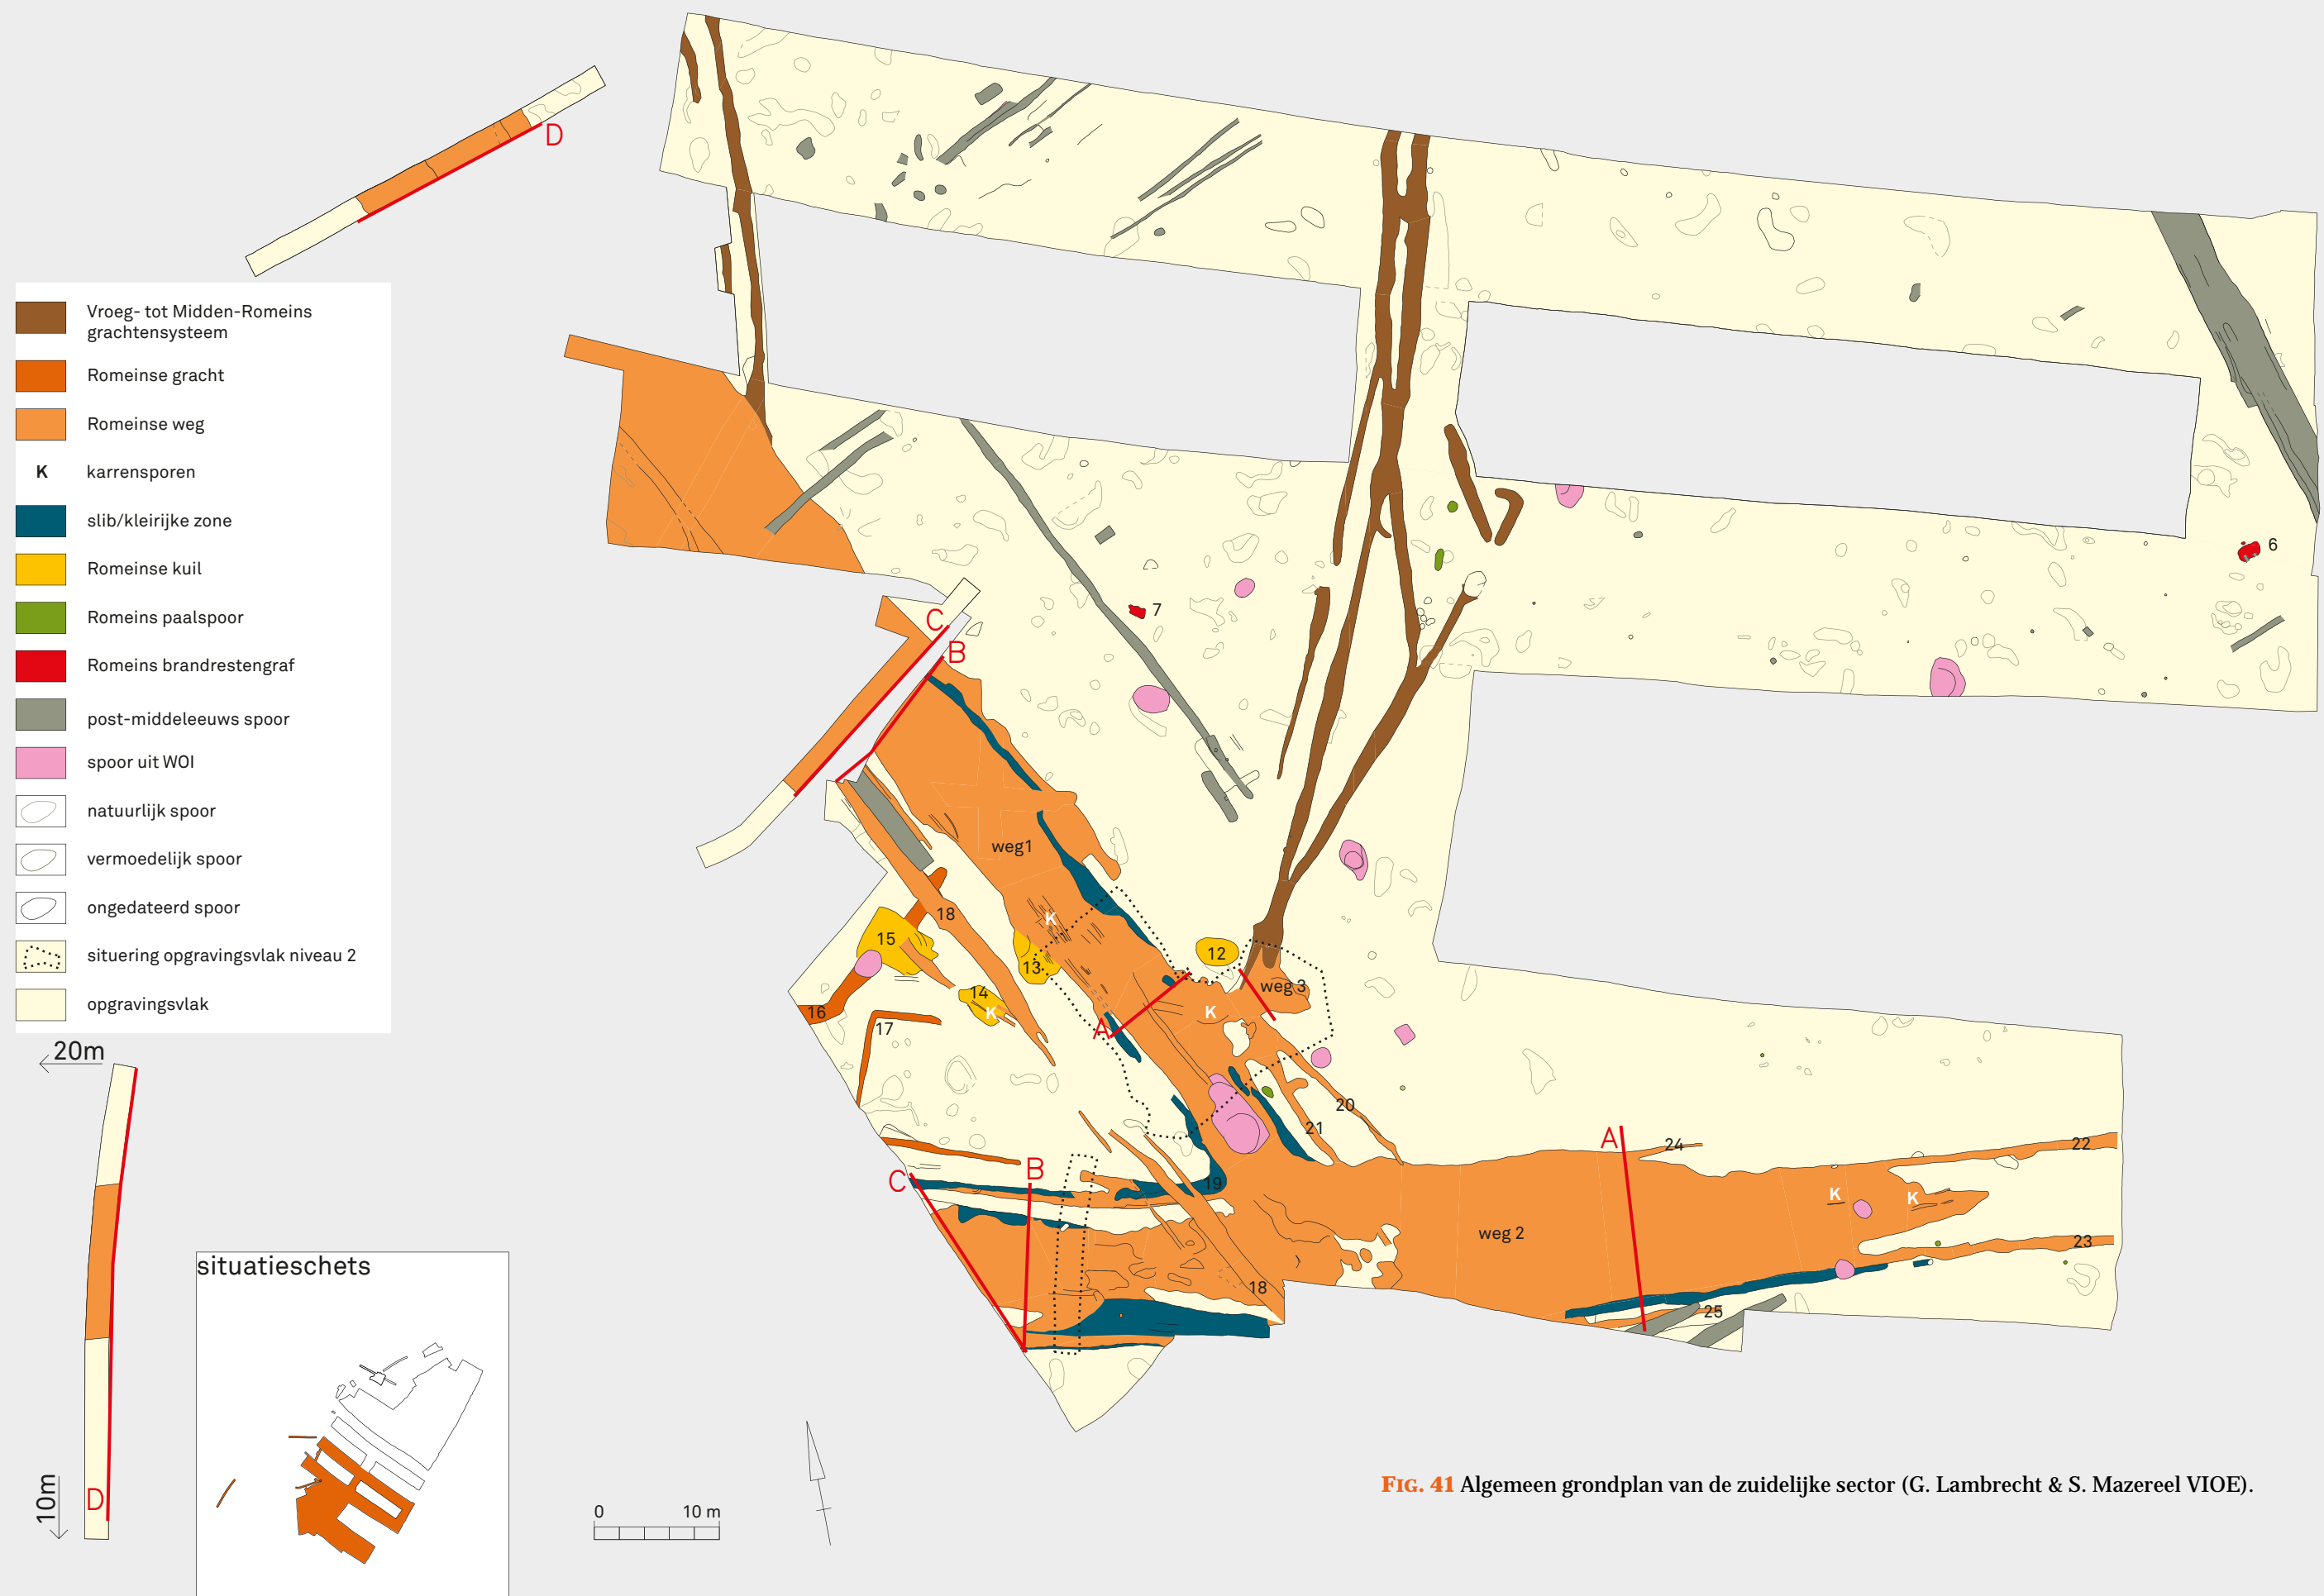 D
Vroeg- tot Midden-Romeins
grachtensysteem
Romeinse gracht
Romeinse weg
K karrensporen
slib/kleirijke zone
Romeinse kuil
Romeins paalspoor
Romeins brandrestengraf
post-middeleeuws spoor
spoor uit WOI
natuurlijk spoor
vermoedelijk spoor
ongedateerd spoor
situering opgravingsvlak niveau 2
opgravingsvlak
6
7
C
B
weg1
K
18
15
12
13
14
K
weg 3
16
17
K
A
20
21
A
24
22
B
C
19
K
K
weg 2
23
18
25
20m
10m
D
situatieschets
0 10 m
FIG. 41 Algemeen grondplan van de zuidelijke sector (G. Lambrecht & S. Mazereel VIOE).